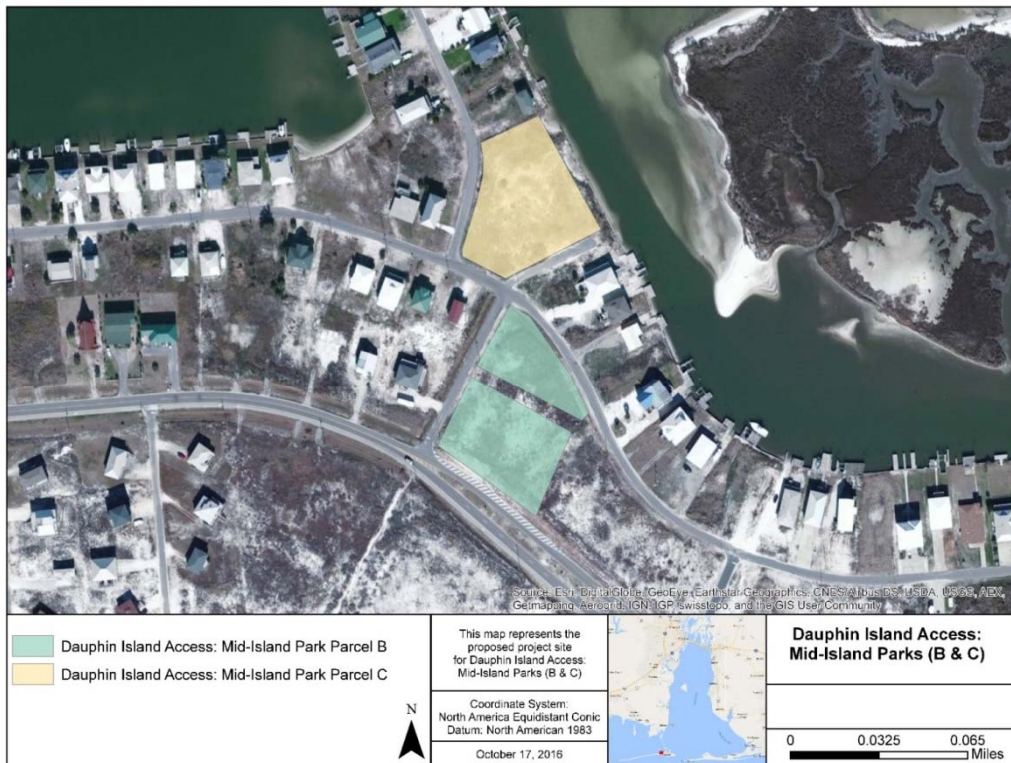 Source: Esri, DigitalGlobe, GeoEye, Earthstar Geographics, CNES/Airbus DS, USDA, USGS, AEX,
Getmapping, Aerogrid, IGN, IGP, swisstopo, and the GIS User Community
Dauphin Island Access: Mid-Island Park Parcel B
Dauphin Island Access: Mid-Island Park Parcel C
N
This map represents the
proposed project site
for Dauphin Island Access:
Mid-Island Parks (B & C)
Coordinate System:
North America Equidistant Conic
Datum: North American 1983
October 17, 2016
Dauphin Island Access:
Mid-Island Parks (B & C)
0 0.0325 0.065
Miles